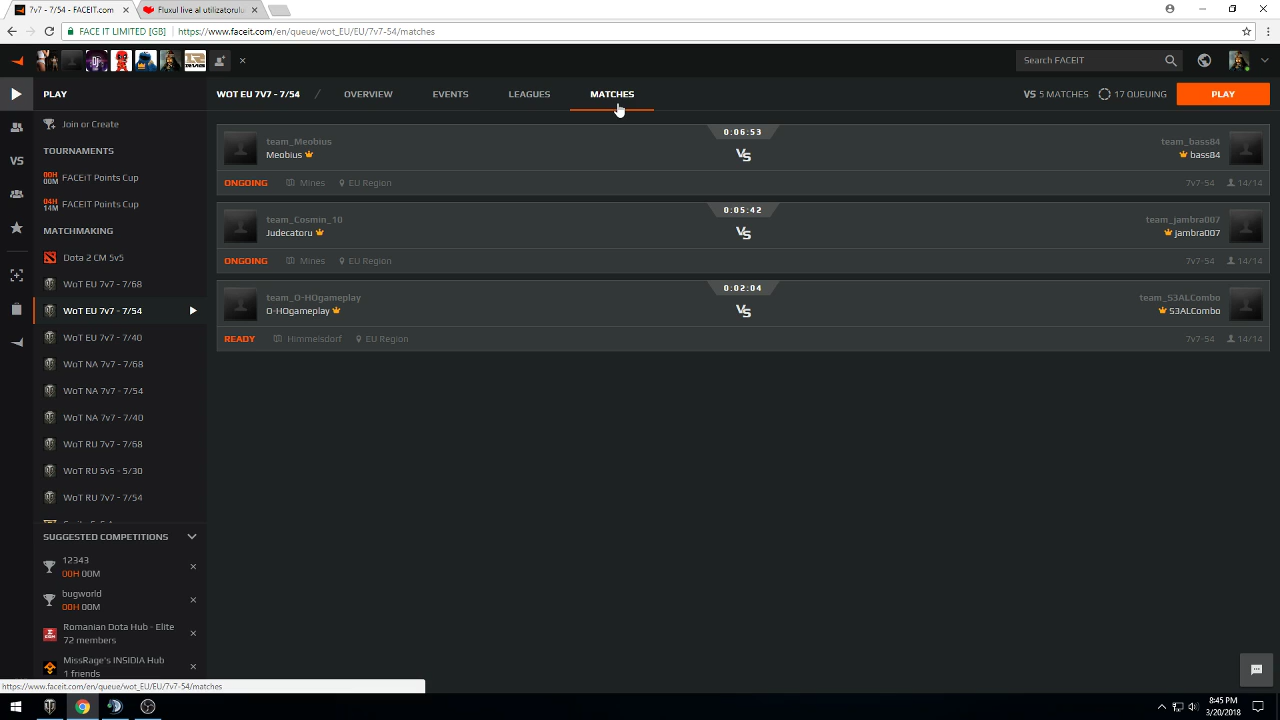 7v7 - 7/54 - FACEIT.com
Fluxul live al utilizatorulu
FACE IT LIMITED [GB]
https://www.faceit.com/en/queue/wot_EU/EU/7v7-54/matches
Search FACEIT
PLAY
WOT EU 7V7 - 7/54
OVERVIEW
EVENTS
LEAGUES
MATCHES
VS 5 MATCHES
17 QUEUING
PLAY
VS
Join or Create
TOURNAMENTS
00H 00M FACEIT Points Cup
04H 14M FACEIT Points Cup
MATCHMAKING
Dota 2 CM 5v5
WoT EU 7v7 - 7/68
WoT EU 7v7 - 7/54
WoT EU 7v7 - 7/40
WoT NA 7v7 - 7/68
WoT NA 7v7 - 7/54
WoT NA 7v7 - 7/40
WoT RU 7v7 - 7/68
WoT RU 5v5 - 5/30
WoT RU 7v7 - 7/54
SUGGESTED COMPETITIONS
12343
00H 00M
bugworld
00H 00M
Romanian Dota Hub - Elite
72 members
MissRage's INSIDIA Hub
1 friends
0:06:53
team_Meobius
Meobius
VS
team_bass84
bass84
ONGOING
Mines
EU Region
7v7-54
14/14
0:05:42
team_Cosmin_10
Judecatoru
VS
team_jambra007
jambra007
ONGOING
Mines
EU Region
7v7-54
14/14
0:02:04
team_O-HOgameplay
O-HOgameplay
VS
team_S3ALCombo
S3ALCombo
READY
Himmelsdorf
EU Region
7v7-54
14/14
https://www.faceit.com/en/queue/wot_EU/EU/7v7-54/matches
8:45 PM
3/20/2018